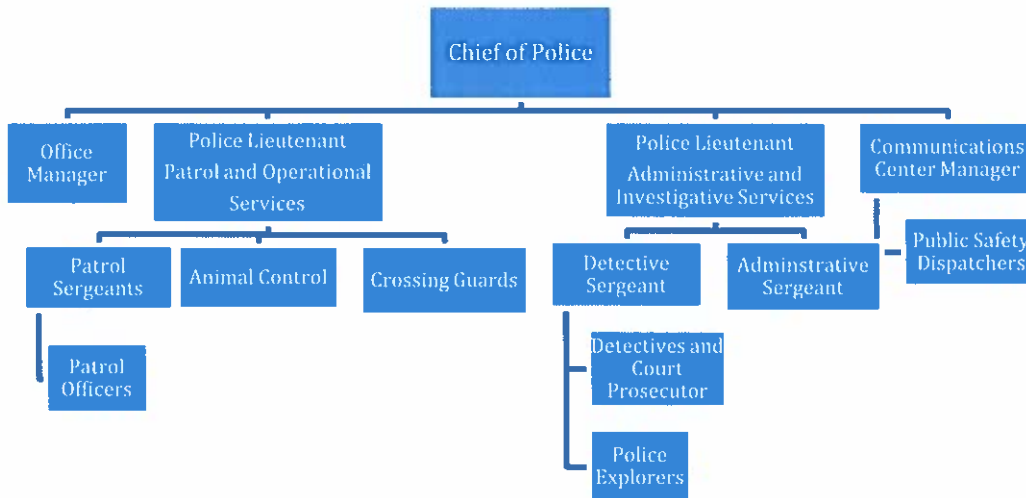 Chief of Police
Office
Manager
Police Lieutenant
Patrol and Operational
Services
Police Lieutenant
Administrative and
Investigative Services
Communications
Center Manager
Patrol
Sergeants
Animal Control
Crossing Guards
Detective
Sergeant
Adminstrative
Sergeant
Public Safety
Dispatchers
Patrol
Officers
Detectives and
Court
Prosecutor
Police
Explorers